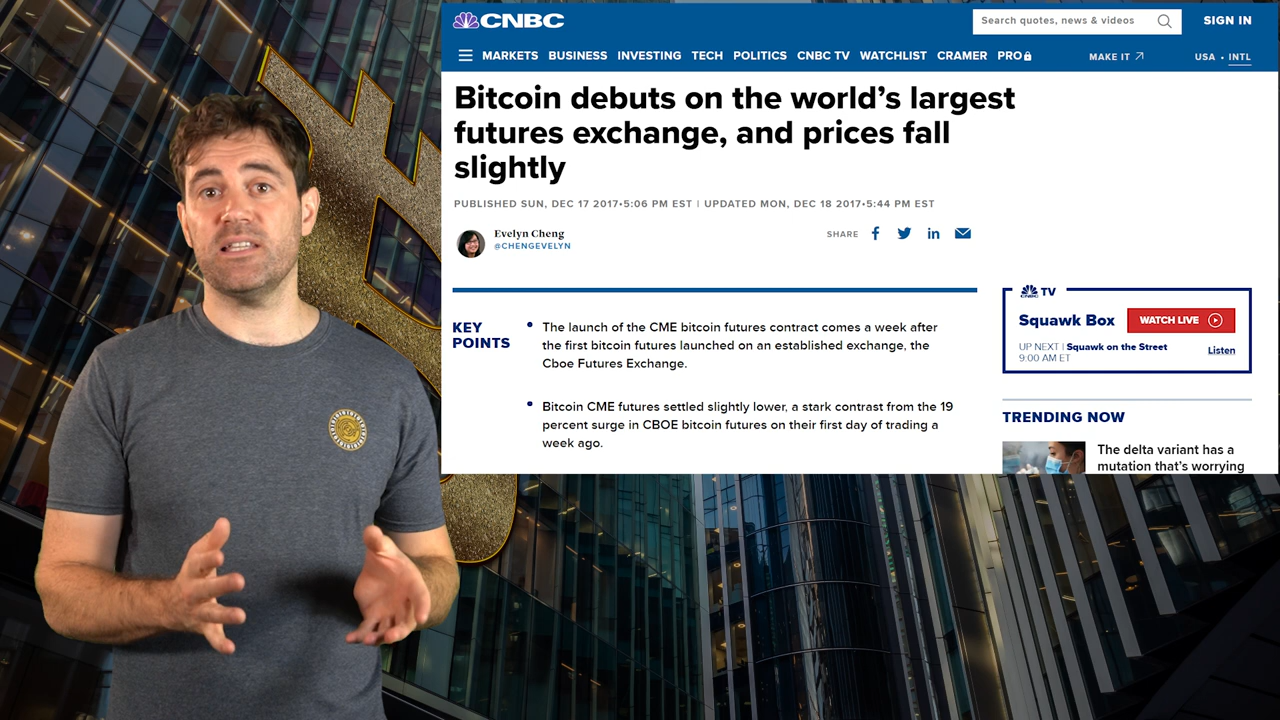 CNBC
Search quotes, news & videos
SIGN IN
MARKETS BUSINESS INVESTING TECH POLITICS CNBC TV WATCHLIST CRAMER PRO
MAKE IT
USA • INTL
Bitcoin debuts on the world's largest
futures exchange, and prices fall
slightly
PUBLISHED SUN, DEC 17 2017•5:06 PM EST | UPDATED MON, DEC 18 2017•5:44 PM EST
Evelyn Cheng
@CHENGEVELYN
SHARE
KEY
POINTS
The launch of the CME bitcoin futures contract comes a week after
the first bitcoin futures launched on an established exchange, the
Cboe Futures Exchange.
Bitcoin CME futures settled slightly lower, a stark contrast from the 19
percent surge in CBOE bitcoin futures on their first day of trading a
week ago.
CNBC TV
Squawk Box
WATCH LIVE
UP NEXT | Squawk on the Street
9:00 AM ET
Listen
TRENDING NOW
The delta variant has a
mutation that's worrying